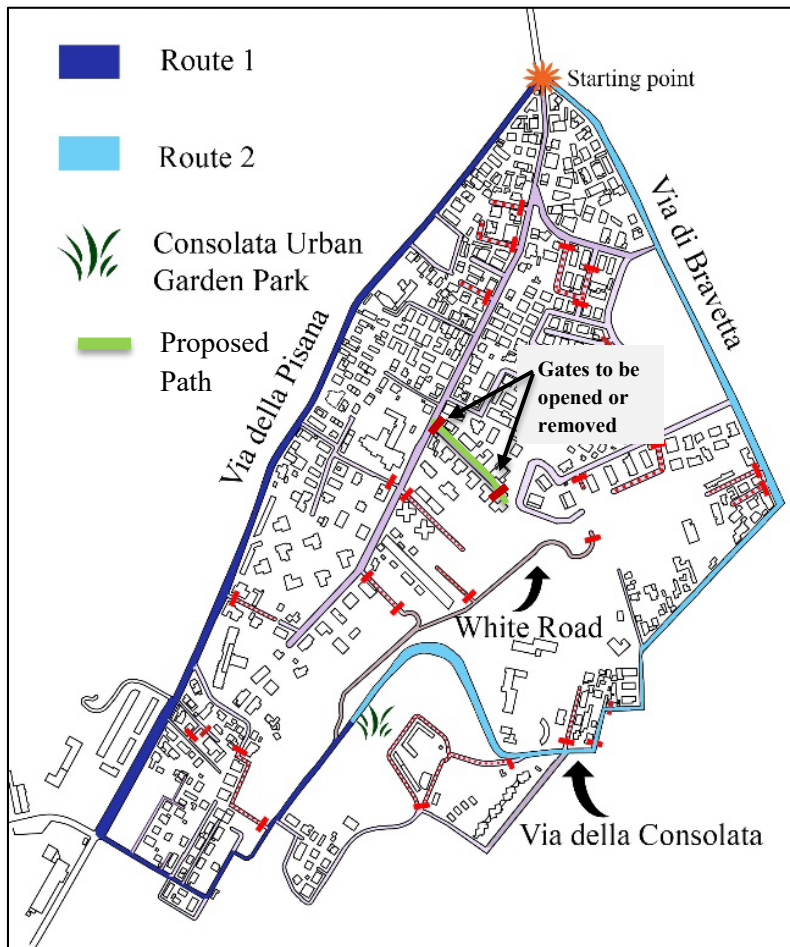 Route 1
Starting point
Route 2
Via di Bravetta
Consolata Urban
Garden Park
Proposed
Path
Via della Pisana
Gates to be
opened or
removed
White Road
Via della Consolata